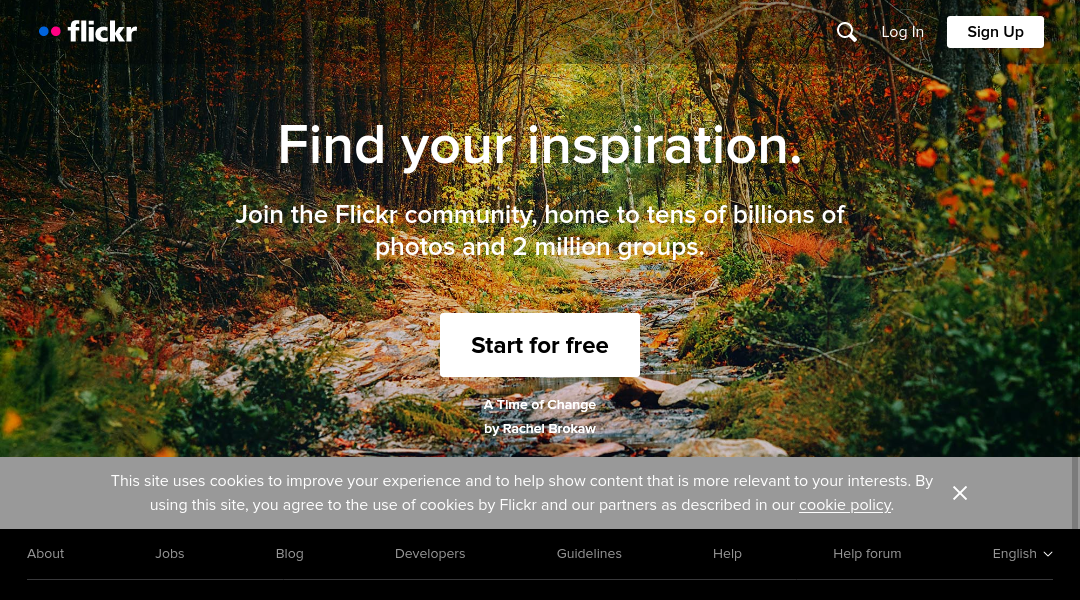 flickr
Log In
Sign Up
Find your inspiration.
Join the Flickr community, home to tens of billions of
photos and 2 million groups.
Start for free
A Time of Change
by Rachel Brokaw
This site uses cookies to improve your experience and to help show content that is more relevant to your interests. By
using this site, you agree to the use of cookies by Flickr and our partners as described in our cookie policy.
About
Jobs
Blog
Developers
Guidelines
Help
Help forum
English